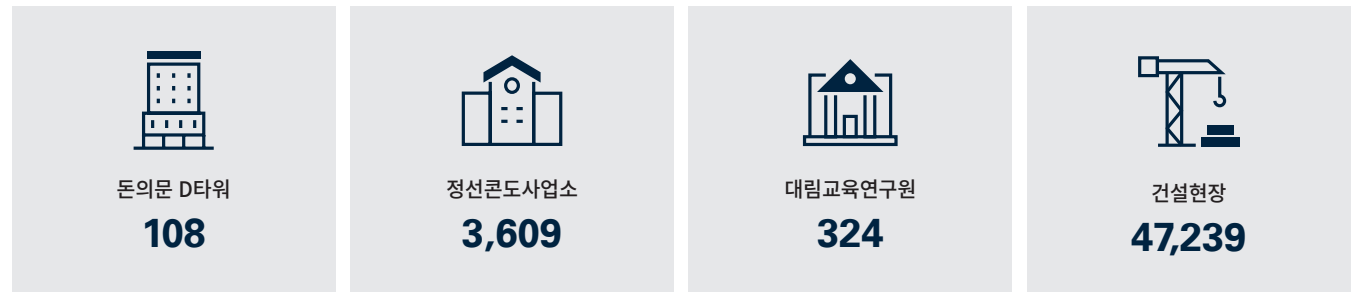 돈의문 D타워
108
정선콘도사업소
3,609
대림교육연구원
324
건설현장
47,239